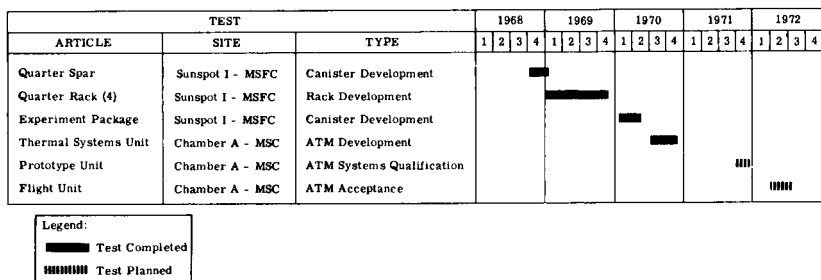 TEST 1968 1969 1970 1971 1972
ARTICLE SITE TYPE 1 2 3 4 1 2 3 4 1 2 3 4 1 2 3 4 1 2 3 4
Quarter Spar Sunspot I - MSFC Canister Development
Quarter Rack (4) Sunspot I - MSFC Rack Development
Experiment Package Sunspot I - MSFC Canister Development
Thermal Systems Unit Chamber A - MSC ATM Development
Prototype Unit Chamber A - MSC ATM Systems Qualification
Flight Unit Chamber A - MSC ATM Acceptance
Legend:
Test Completed
Test Planned